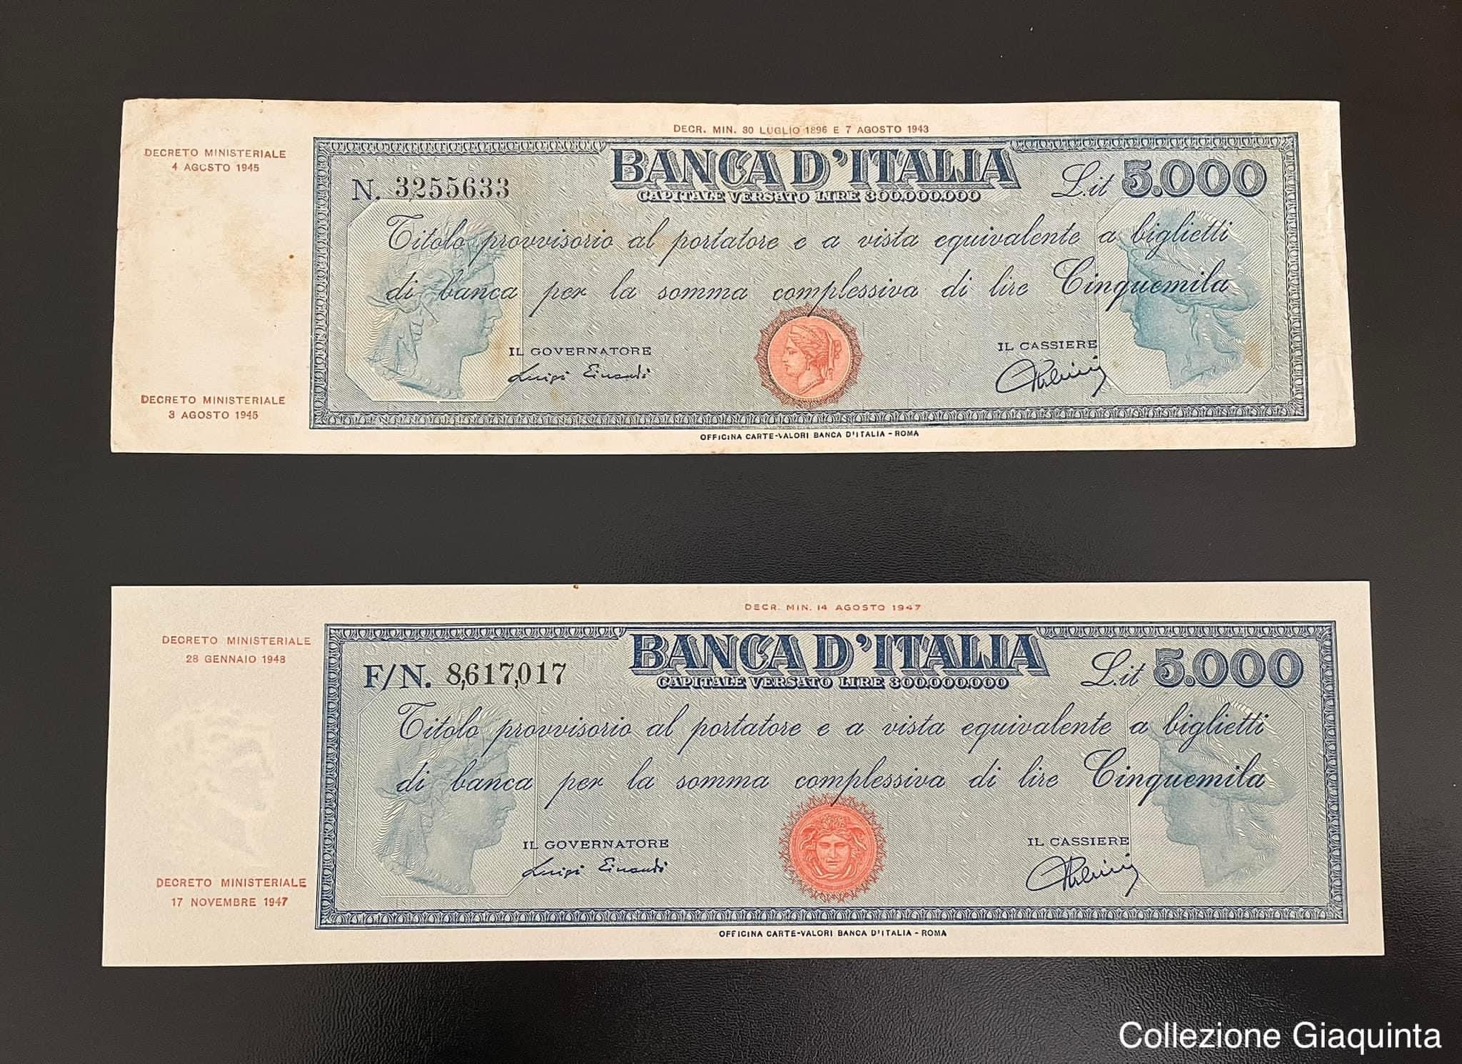 DECR. MIN. 30 LUGLIO 1896 E 7 AGOSTO 1943
DECRETO MINISTERIALE
4 AGOSTO 1945
BANCA D'ITALIA
CAPITALE VERSATO LIRE 300.000.000
N. 3255633
Lit 5.000
Titolo provvisorio al portatore e a vista equivalente a biglietti
di banca per la somma complessiva di lire Cinquemila
IL GOVERNATORE
Luigi Einaudi
IL CASSIERE
DECRETO MINISTERIALE
3 AGOSTO 1945
OFFICINA CARTE-VALORI BANCA D'ITALIA - ROMA
DECR. MIN. 14 AGOSTO 1947
DECRETO MINISTERIALE
28 GENNAIO 1948
BANCA D'ITALIA
CAPITALE VERSATO LIRE 300.000.000
F/N. 8,617,017
Lit 5.000
Titolo provvisorio al portatore e a vista equivalente a biglietti
di banca per la somma complessiva di lire Cinquemila
IL GOVERNATORE
Luigi Einaudi
IL CASSIERE
DECRETO MINISTERIALE
17 NOVEMBRE 1947
OFFICINA CARTE-VALORI BANCA D'ITALIA - ROMA
Collezione Giaquinta